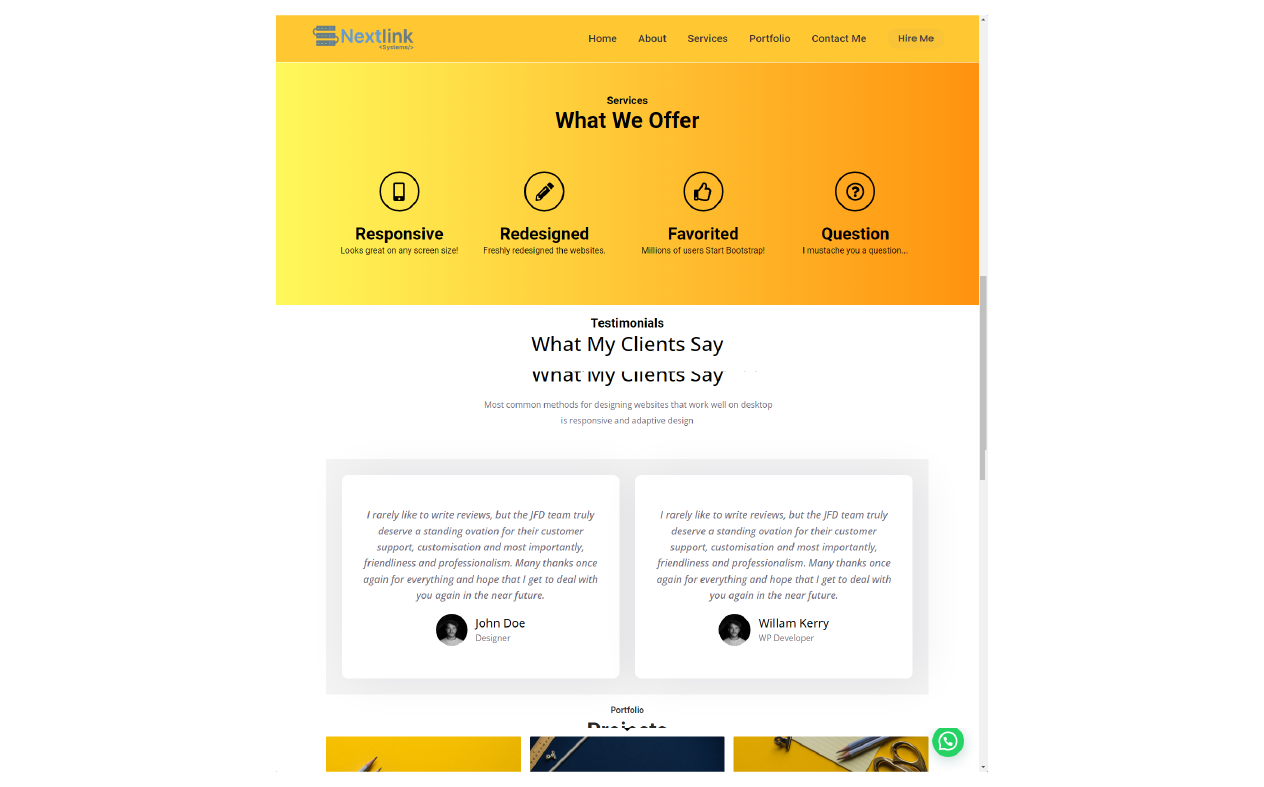 Nextlink
<Systems/>
Home About Services Portfolio Contact Me Hire Me
Services
What We Offer
Responsive Redesigned Favorited Question
Looks great on any screen size! Freshly redesigned the websites. Millions of users Start Bootstrap! I mustache you a question...
Testimonials
What My Clients Say
What My Clients Say
Most common methods for designing websites that work well on desktop
is responsive and adaptive design
I rarely like to write reviews, but the JFD team truly
deserve a standing ovation for their customer
support, customisation and most importantly,
friendliness and professionalism. Many thanks once
again for everything and hope that I get to deal with
you again in the near future.
John Doe
Designer
I rarely like to write reviews, but the JFD team truly
deserve a standing ovation for their customer
support, customisation and most importantly,
friendliness and professionalism. Many thanks once
again for everything and hope that I get to deal with
you again in the near future.
Willam Kerry
WP Developer
Portfolio
Projects